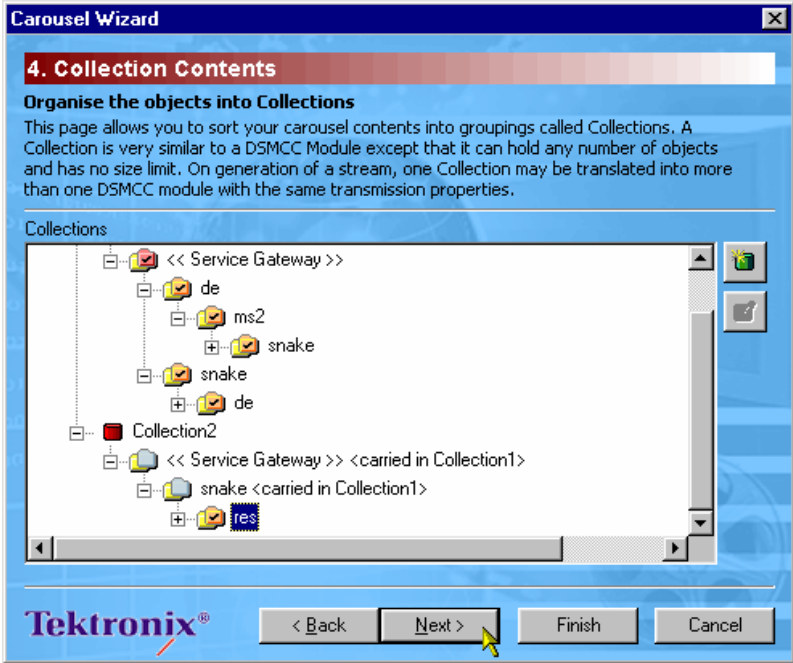 Carousel Wizard
4. Collection Contents
Organise the objects into Collections
This page allows you to sort your carousel contents into groupings called Collections. A
Collection is very similar to a DSMCC Module except that it can hold any number of objects
and has no size limit. On generation of a stream, one Collection may be translated into more
than one DSMCC module with the same transmission properties.
Collections
<< Service Gateway >>
de
ms2
snake
snake
de
Collection2
<< Service Gateway >> <carried in Collection1>
snake <carried in Collection1>
res
Tektronix®
< Back
Next >
Finish
Cancel